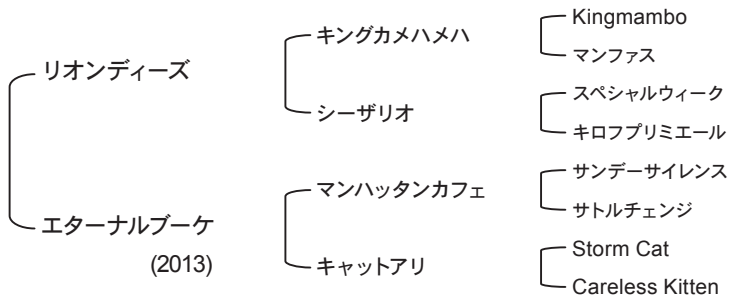 リオンディーズ
エターナルブーケ
(2013)
キングカメハメハ
シーザリオ
マンハッタンカフェ
キャットアリ
Kingmambo
マンファス
スペシャルウィーク
キロフプリミエール
サンデーサイレンス
サトルチェンジ
Storm Cat
Careless Kitten